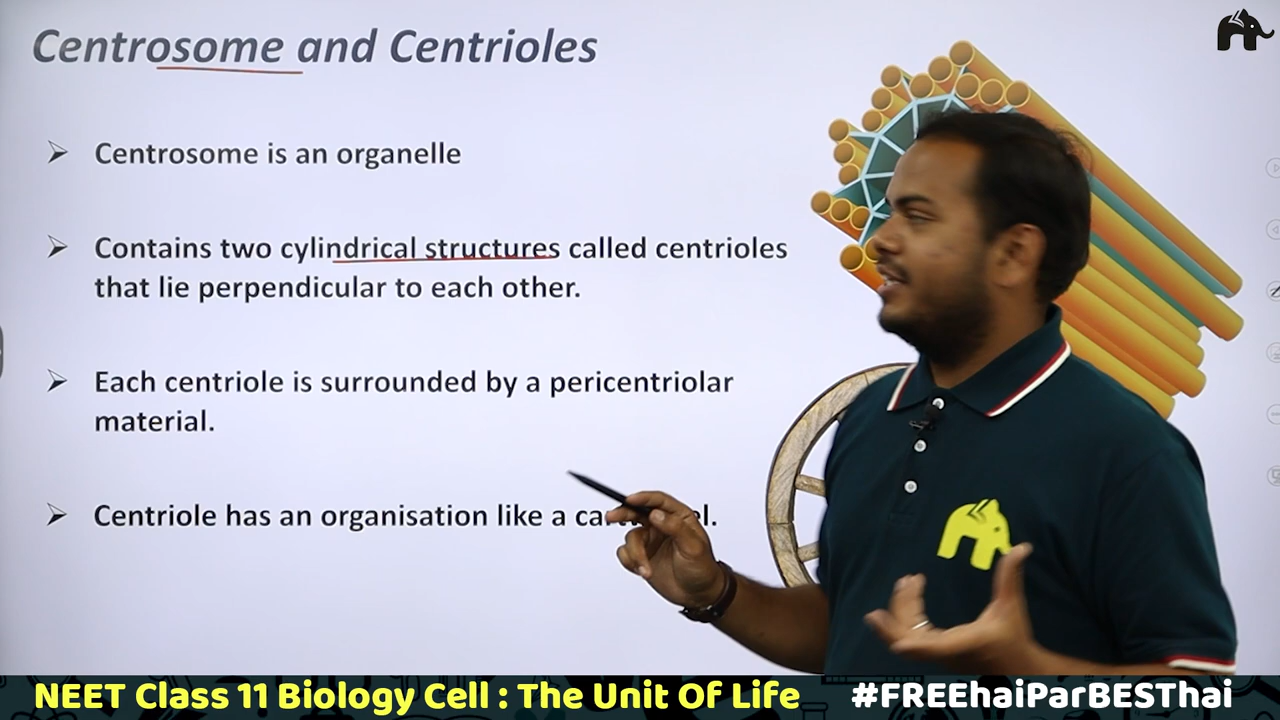 Centrosome and Centrioles
Centrosome is an organelle
Contains two cylindrical structures called centrioles
that lie perpendicular to each other.
Each centriole is surrounded by a pericentriolar
material.
Centriole has an organisation like a
NEET Class 11 Biology Cell : The Unit Of Life
#FREEhaiParBESThai